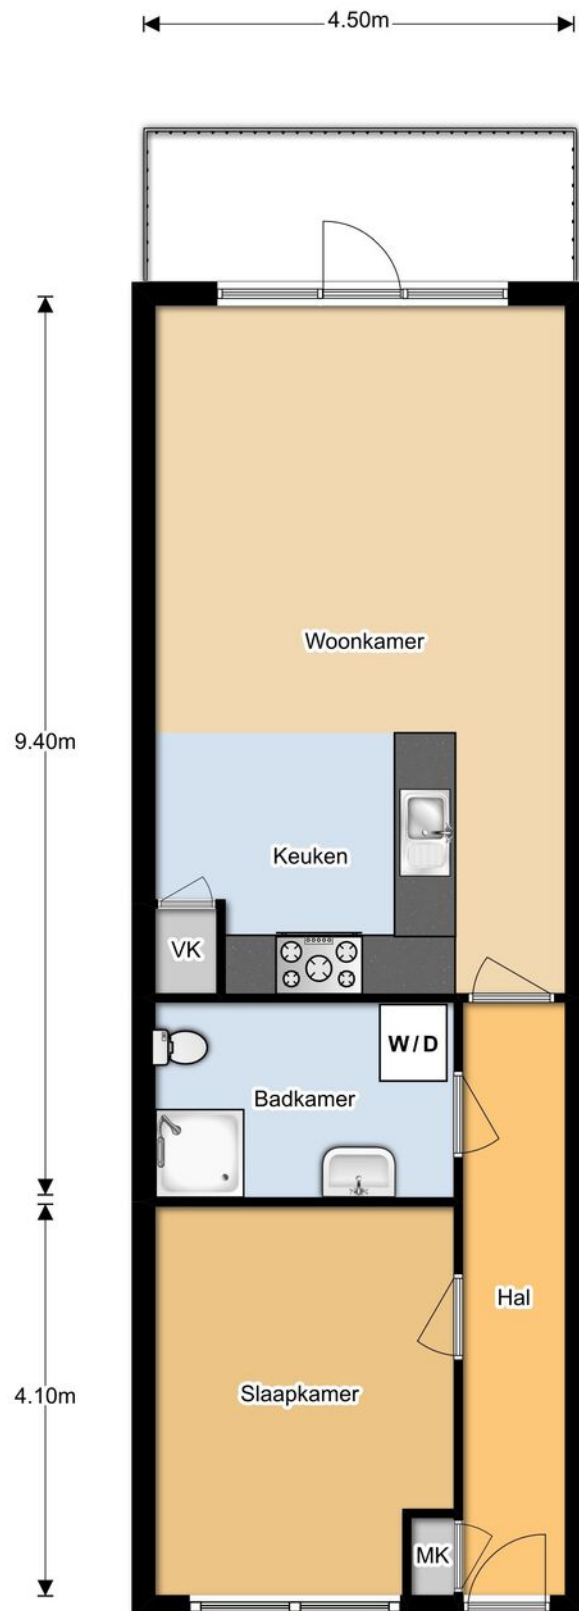 4.50m
Woonkamer
9.40m
Keuken
VK
W/D
Badkamer
Hal
Slaapkamer
4.10m
MK